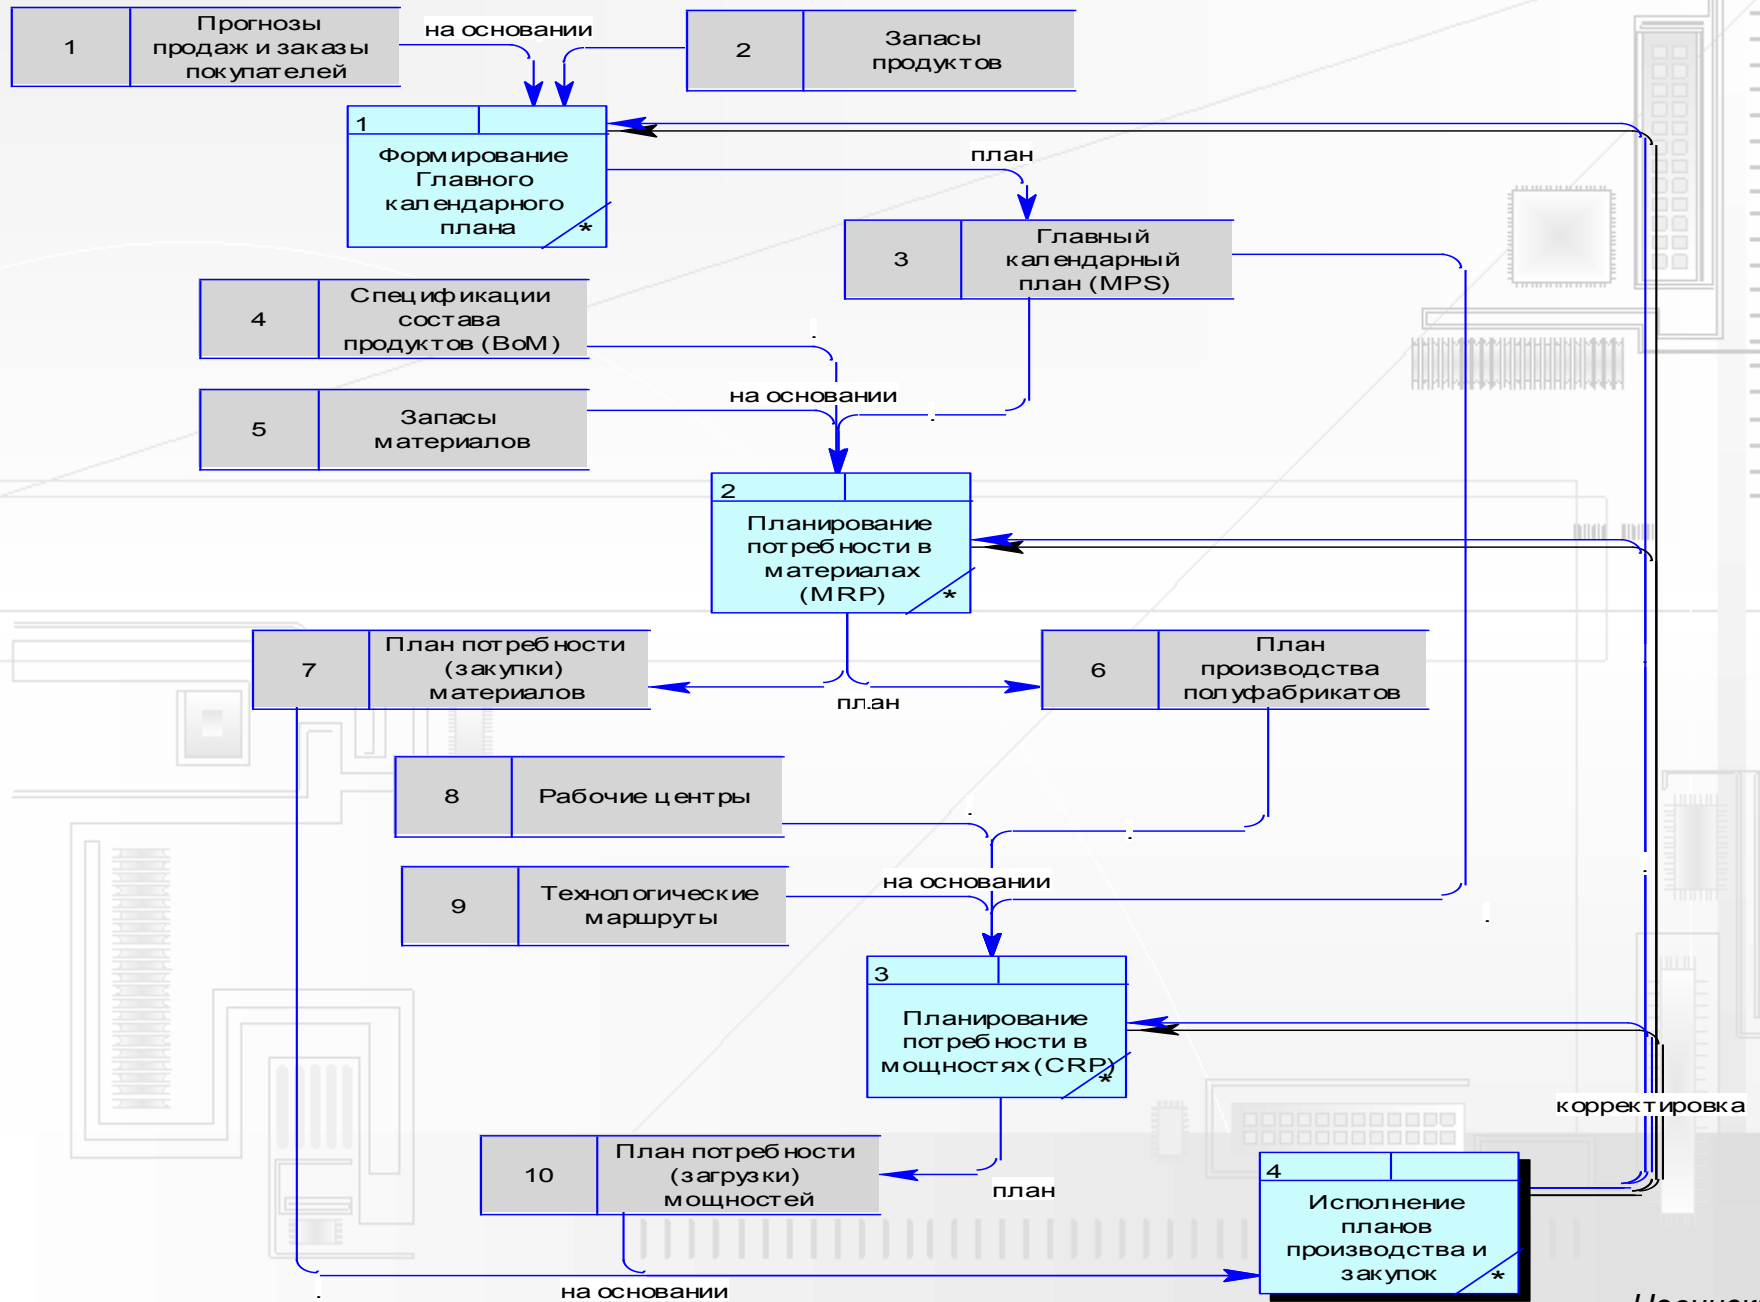 1
Прогнозы
продаж и заказы
покупателей
на основании
2
Запасы
продуктов
1
Формирование
Главного
календарного
плана
*
план
3
Главный
календарный
план (MPS)
4
Спецификации
состава
продуктов (BoM)
.
на основании
5
Запасы
материалов
.
2
Планирование
потребности в
материалах
(MRP)
*
7
План потребности
(закупки)
материалов
план
6
План
производства
полуфабрикатов
8
Рабочие центры
.
.
9
Технологические
маршруты
на основании
.
.
3
Планирование
потребности в
мощностях (CRP)
*
корректировка
10
План потребности
(загрузки)
мощностей
план
4
Исполнение
планов
производства и
закупок
*
.
на основании